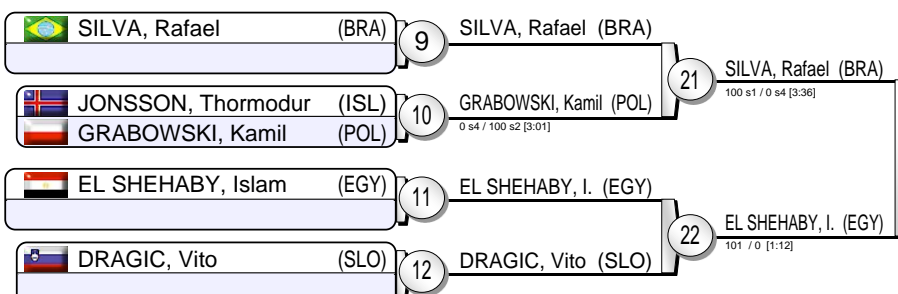 SILVA, Rafael (BRA)
9
SILVA, Rafael (BRA)
JONSSON, Thormodur (ISL)
GRABOWSKI, Kamil (POL)
10
GRABOWSKI, Kamil (POL)
0 s4 / 100 s2 [3:01]
21
SILVA, Rafael (BRA)
100 s1 / 0 s4 [3:36]
EL SHEHABY, Islam (EGY)
11
EL SHEHABY, I. (EGY)
DRAGIC, Vito (SLO)
12
DRAGIC, Vito (SLO)
22
EL SHEHABY, I. (EGY)
101 / 0 [1:12]